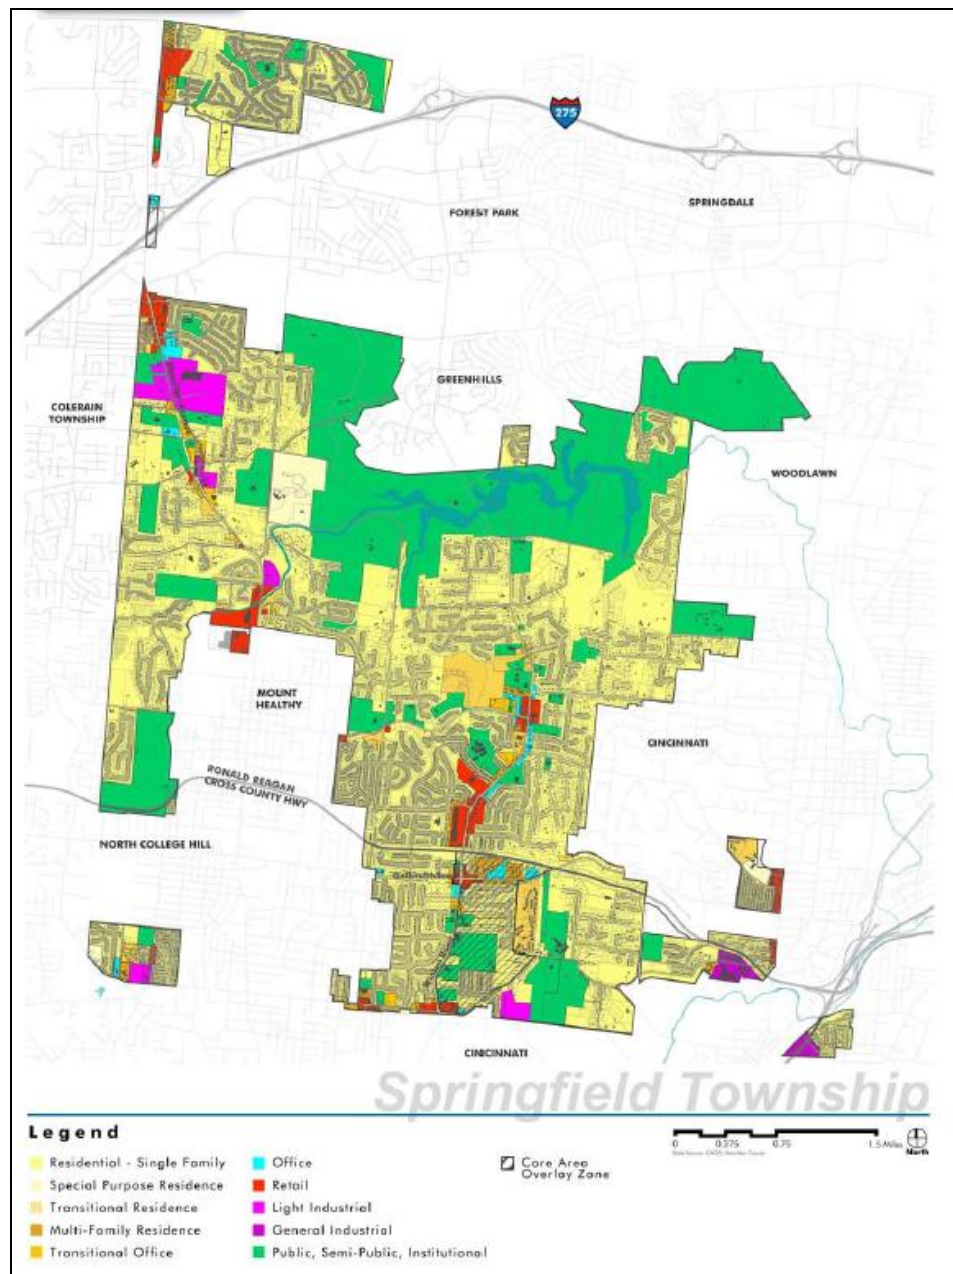 275
FOREST PARK
SPRINGDALE
GREENHILLS
COLERAIN
TOWNSHIP
WOODLAWN
MOUNT
HEALTHY
CINCINNATI
RONALD REAGAN
CROSS COUNTY HWY
NORTH COLLEGE HILL
CINICINNATI
Springfield Township
Legend
Residential - Single Family
Special Purpose Residence
Transitional Residence
Multi-Family Residence
Transitional Office
Office
Retail
Light Industrial
General Industrial
Public, Semi-Public, Institutional
Core Area
Overlay Zone
0 0.375 0.75 1.5 Miles
North